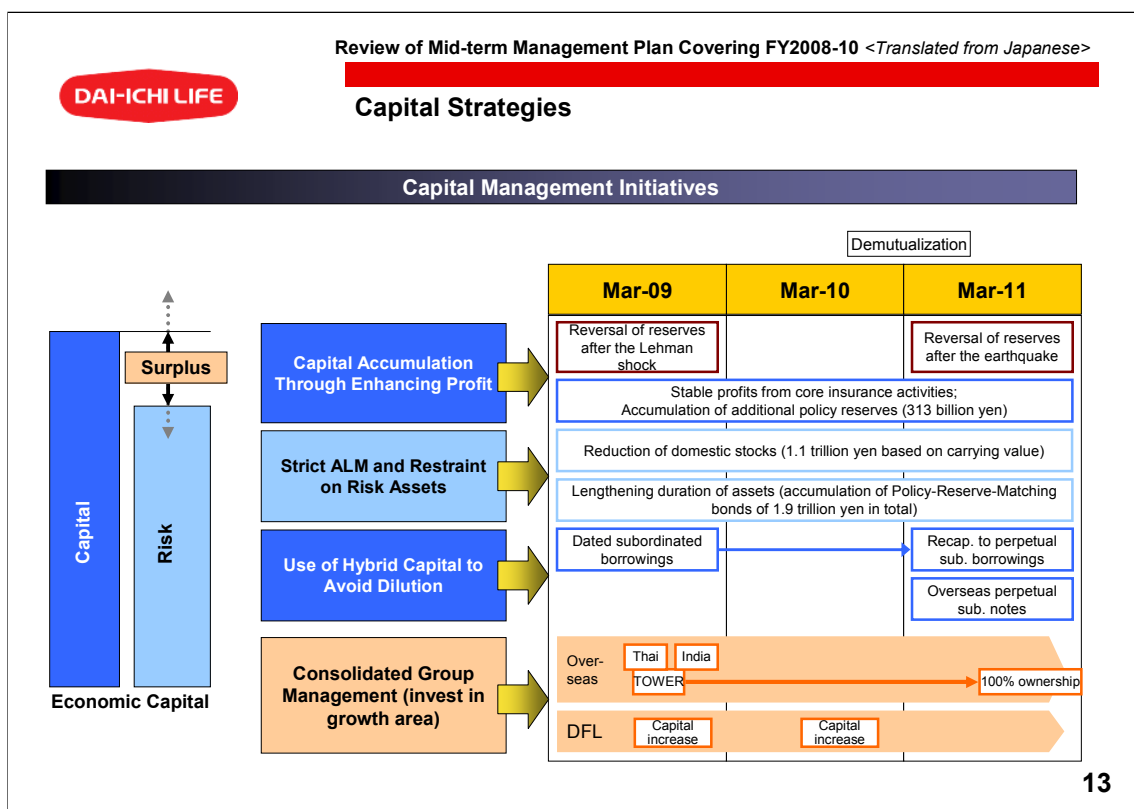 Review of Mid-term Management Plan Covering FY2008-10 <Translated from Japanese>
DAI-ICHI LIFE
Capital Strategies
Capital Management Initiatives
Demutualization
Mar-09
Mar-10
Mar-11
Capital
Surplus
Risk
Economic Capital
Capital Accumulation
Through Enhancing Profit
Reversal of reserves
after the Lehman
shock
Reversal of reserves
after the earthquake
Stable profits from core insurance activities;
Accumulation of additional policy reserves (313 billion yen)
Strict ALM and Restraint
on Risk Assets
Reduction of domestic stocks (1.1 trillion yen based on carrying value)
Lengthening duration of assets (accumulation of Policy-Reserve-Matching
bonds of 1.9 trillion yen in total)
Use of Hybrid Capital to
Avoid Dilution
Dated subordinated
borrowings
Recap. to perpetual
sub. borrowings
Overseas perpetual
sub. notes
Consolidated Group
Management (invest in
growth area)
Over-
seas
Thai
India
TOWER
100% ownership
DFL
Capital
increase
Capital
increase
13